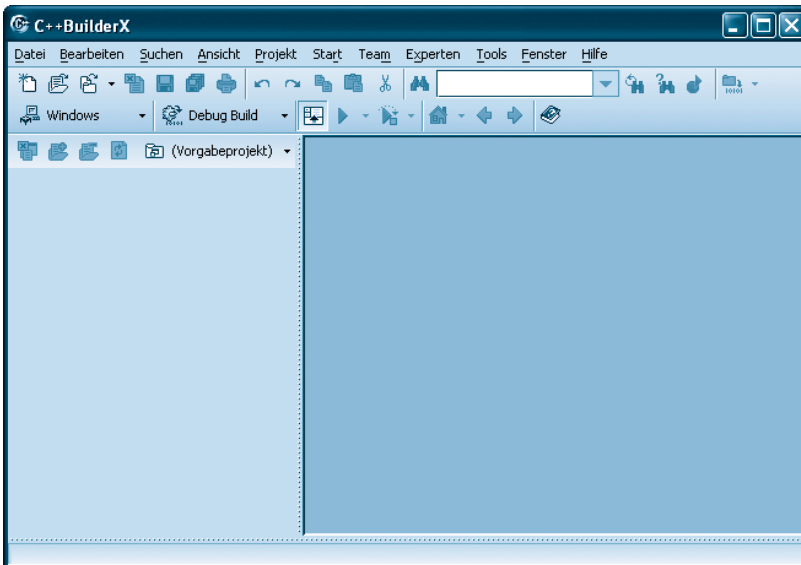 C++BuilderX
Datei Bearbeiten Suchen Ansicht Projekt Start Team Experten Tools Fenster Hilfe
Windows Debug Build
(Vorgabeprojekt)